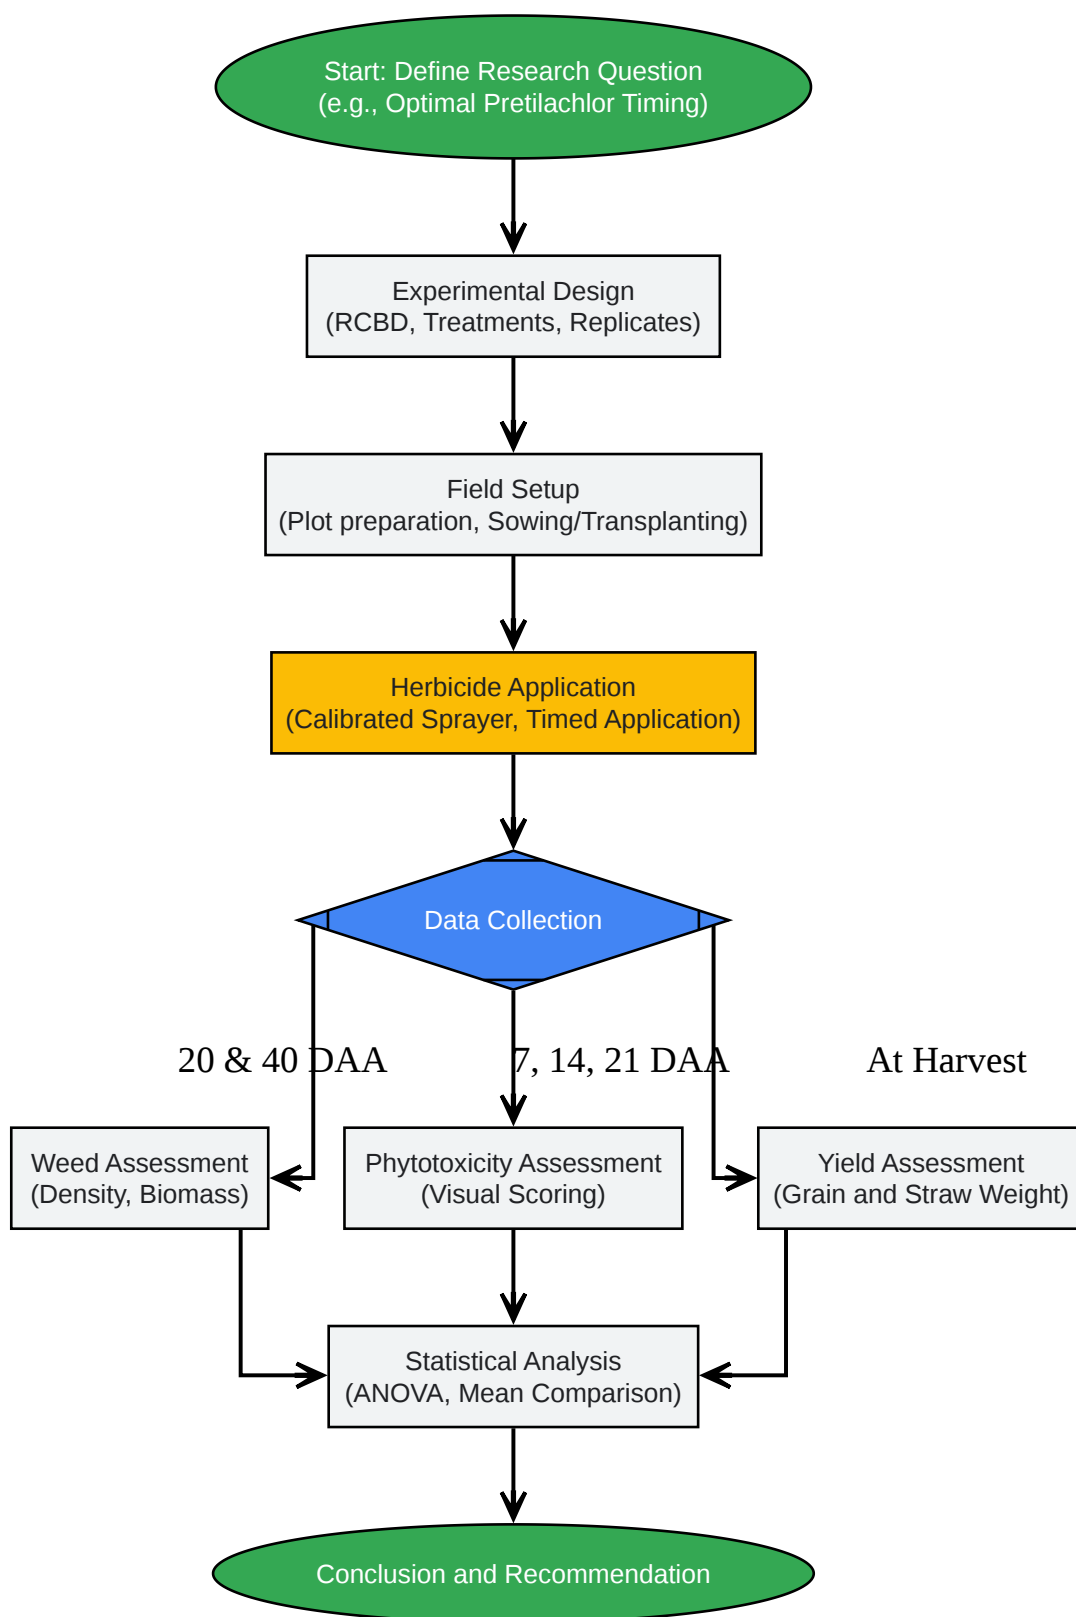 Start: Define Research Question
(e.g., Optimal Pretilachlor Timing)
Experimental Design
(RCBD, Treatments, Replicates)
Field Setup
(Plot preparation, Sowing/Transplanting)
Herbicide Application
(Calibrated Sprayer, Timed Application)
Data Collection
20 & 40 DAA
7, 14, 21 DAA
At Harvest
Weed Assessment
(Density, Biomass)
Phytotoxicity Assessment
(Visual Scoring)
Yield Assessment
(Grain and Straw Weight)
Statistical Analysis
(ANOVA, Mean Comparison)
Conclusion and Recommendation